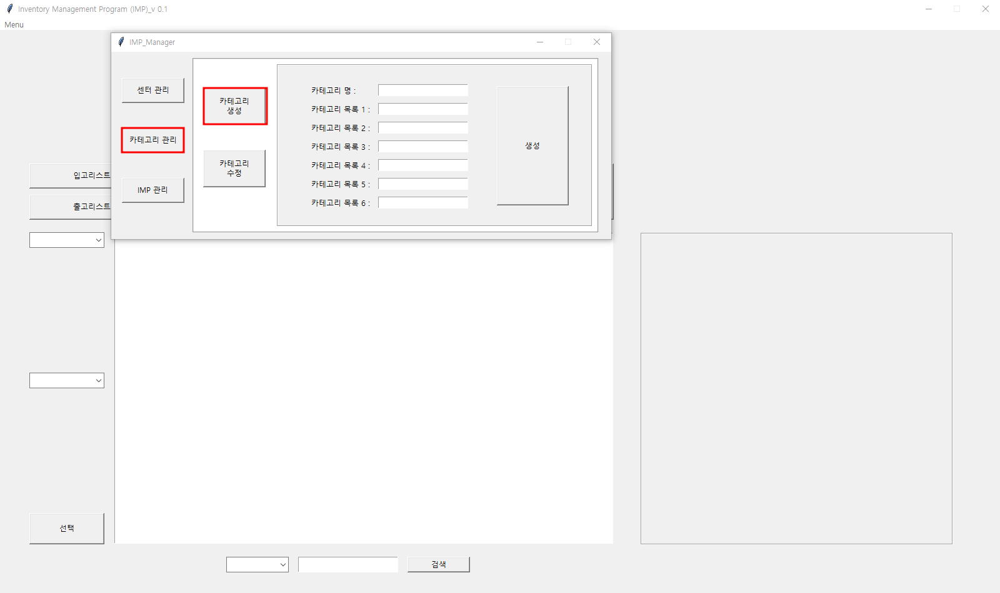 Inventory Management Program (IMP)_v 0.1
Menu
IMP_Manager
센터 관리
카테고리 관리
IMP 관리
카테고리
생성
카테고리
수정
카테고리 명 :
카테고리 목록 1 :
카테고리 목록 2 :
카테고리 목록 3 :
카테고리 목록 4 :
카테고리 목록 5 :
카테고리 목록 6 :
생성
입고리스트
출고리스트
선택
검색